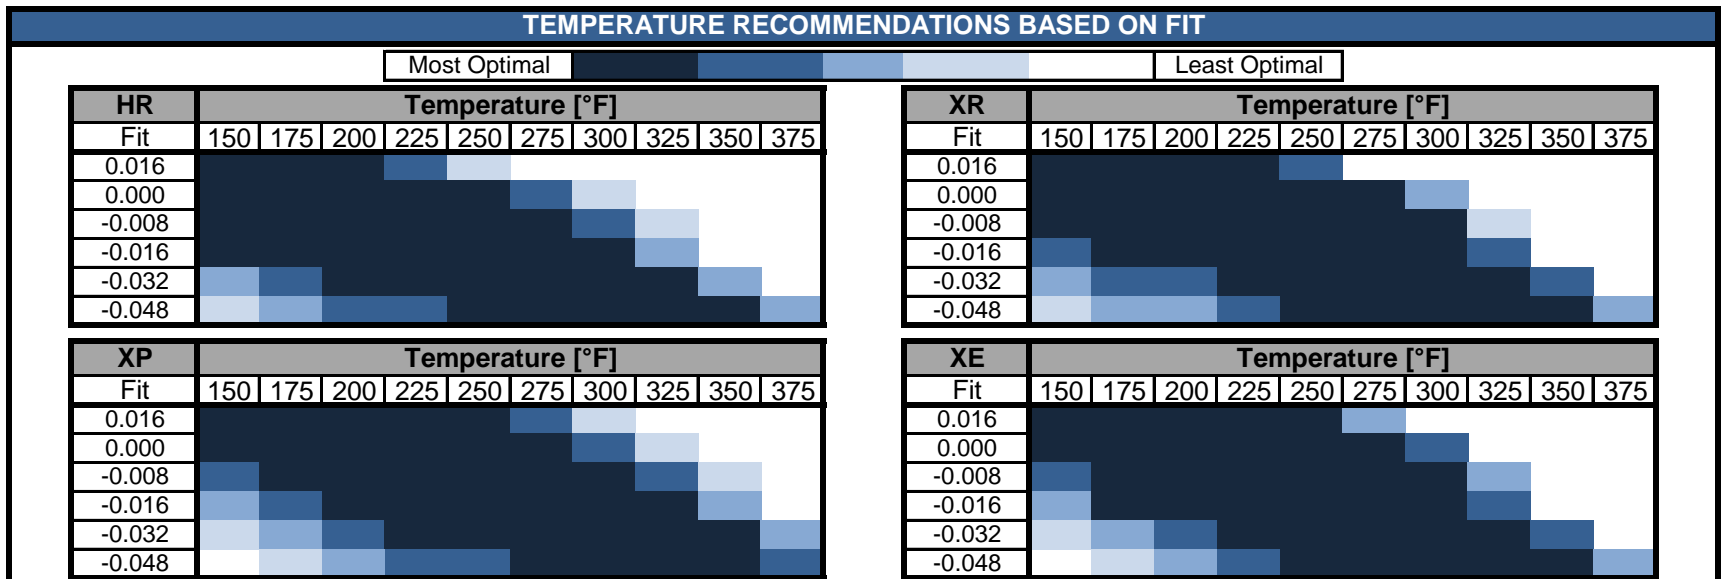 TEMPERATURE RECOMMENDATIONS BASED ON FIT
Most Optimal Least Optimal
HR Temperature [°F]
Fit 150 175 200 225 250 275 300 325 350 375
0.016
0.000
-0.008
-0.016
-0.032
-0.048
XR Temperature [°F]
Fit 150 175 200 225 250 275 300 325 350 375
0.016
0.000
-0.008
-0.016
-0.032
-0.048
XP Temperature [°F]
Fit 150 175 200 225 250 275 300 325 350 375
0.016
0.000
-0.008
-0.016
-0.032
-0.048
XE Temperature [°F]
Fit 150 175 200 225 250 275 300 325 350 375
0.016
0.000
-0.008
-0.016
-0.032
-0.048